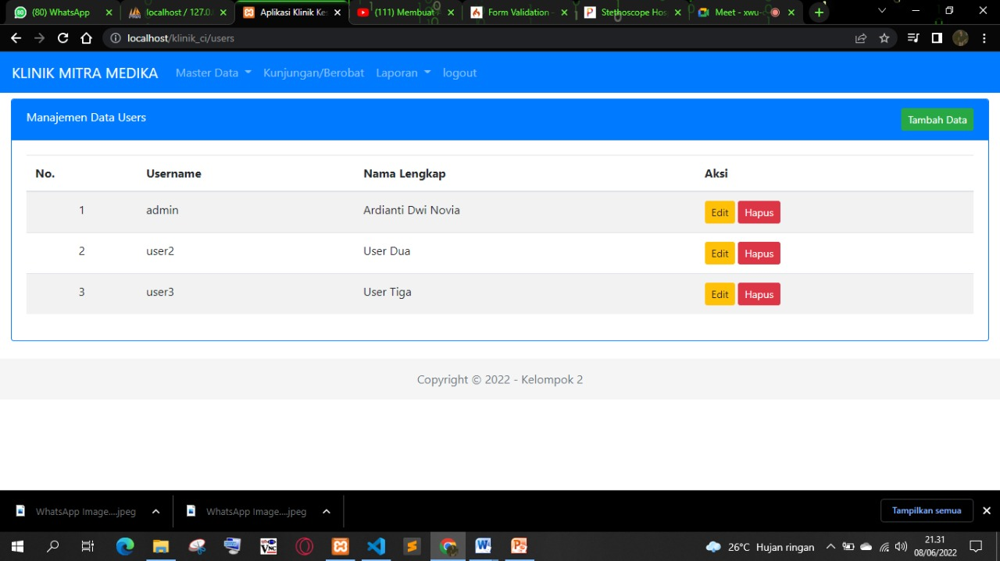 (80) WhatsApp
localhost / 127.0.
Aplikasi Klinik Ke
(111) Membuat
Form Validation
Stethoscope Hos
Meet - xwu-
localhost/klinik_ci/users
KLINIK MITRA MEDIKA Master Data Kunjungan/Berobat Laporan logout
Manajemen Data Users
Tambah Data
No. Username Nama Lengkap Aksi
1 admin Ardianti Dwi Novia Edit Hapus
2 user2 User Dua Edit Hapus
3 user3 User Tiga Edit Hapus
Copyright © 2022 - Kelompok 2
WhatsApp Image....jpeg
WhatsApp Image....jpeg
Tampilkan semua
26°C Hujan ringan
21.31
08/06/2022